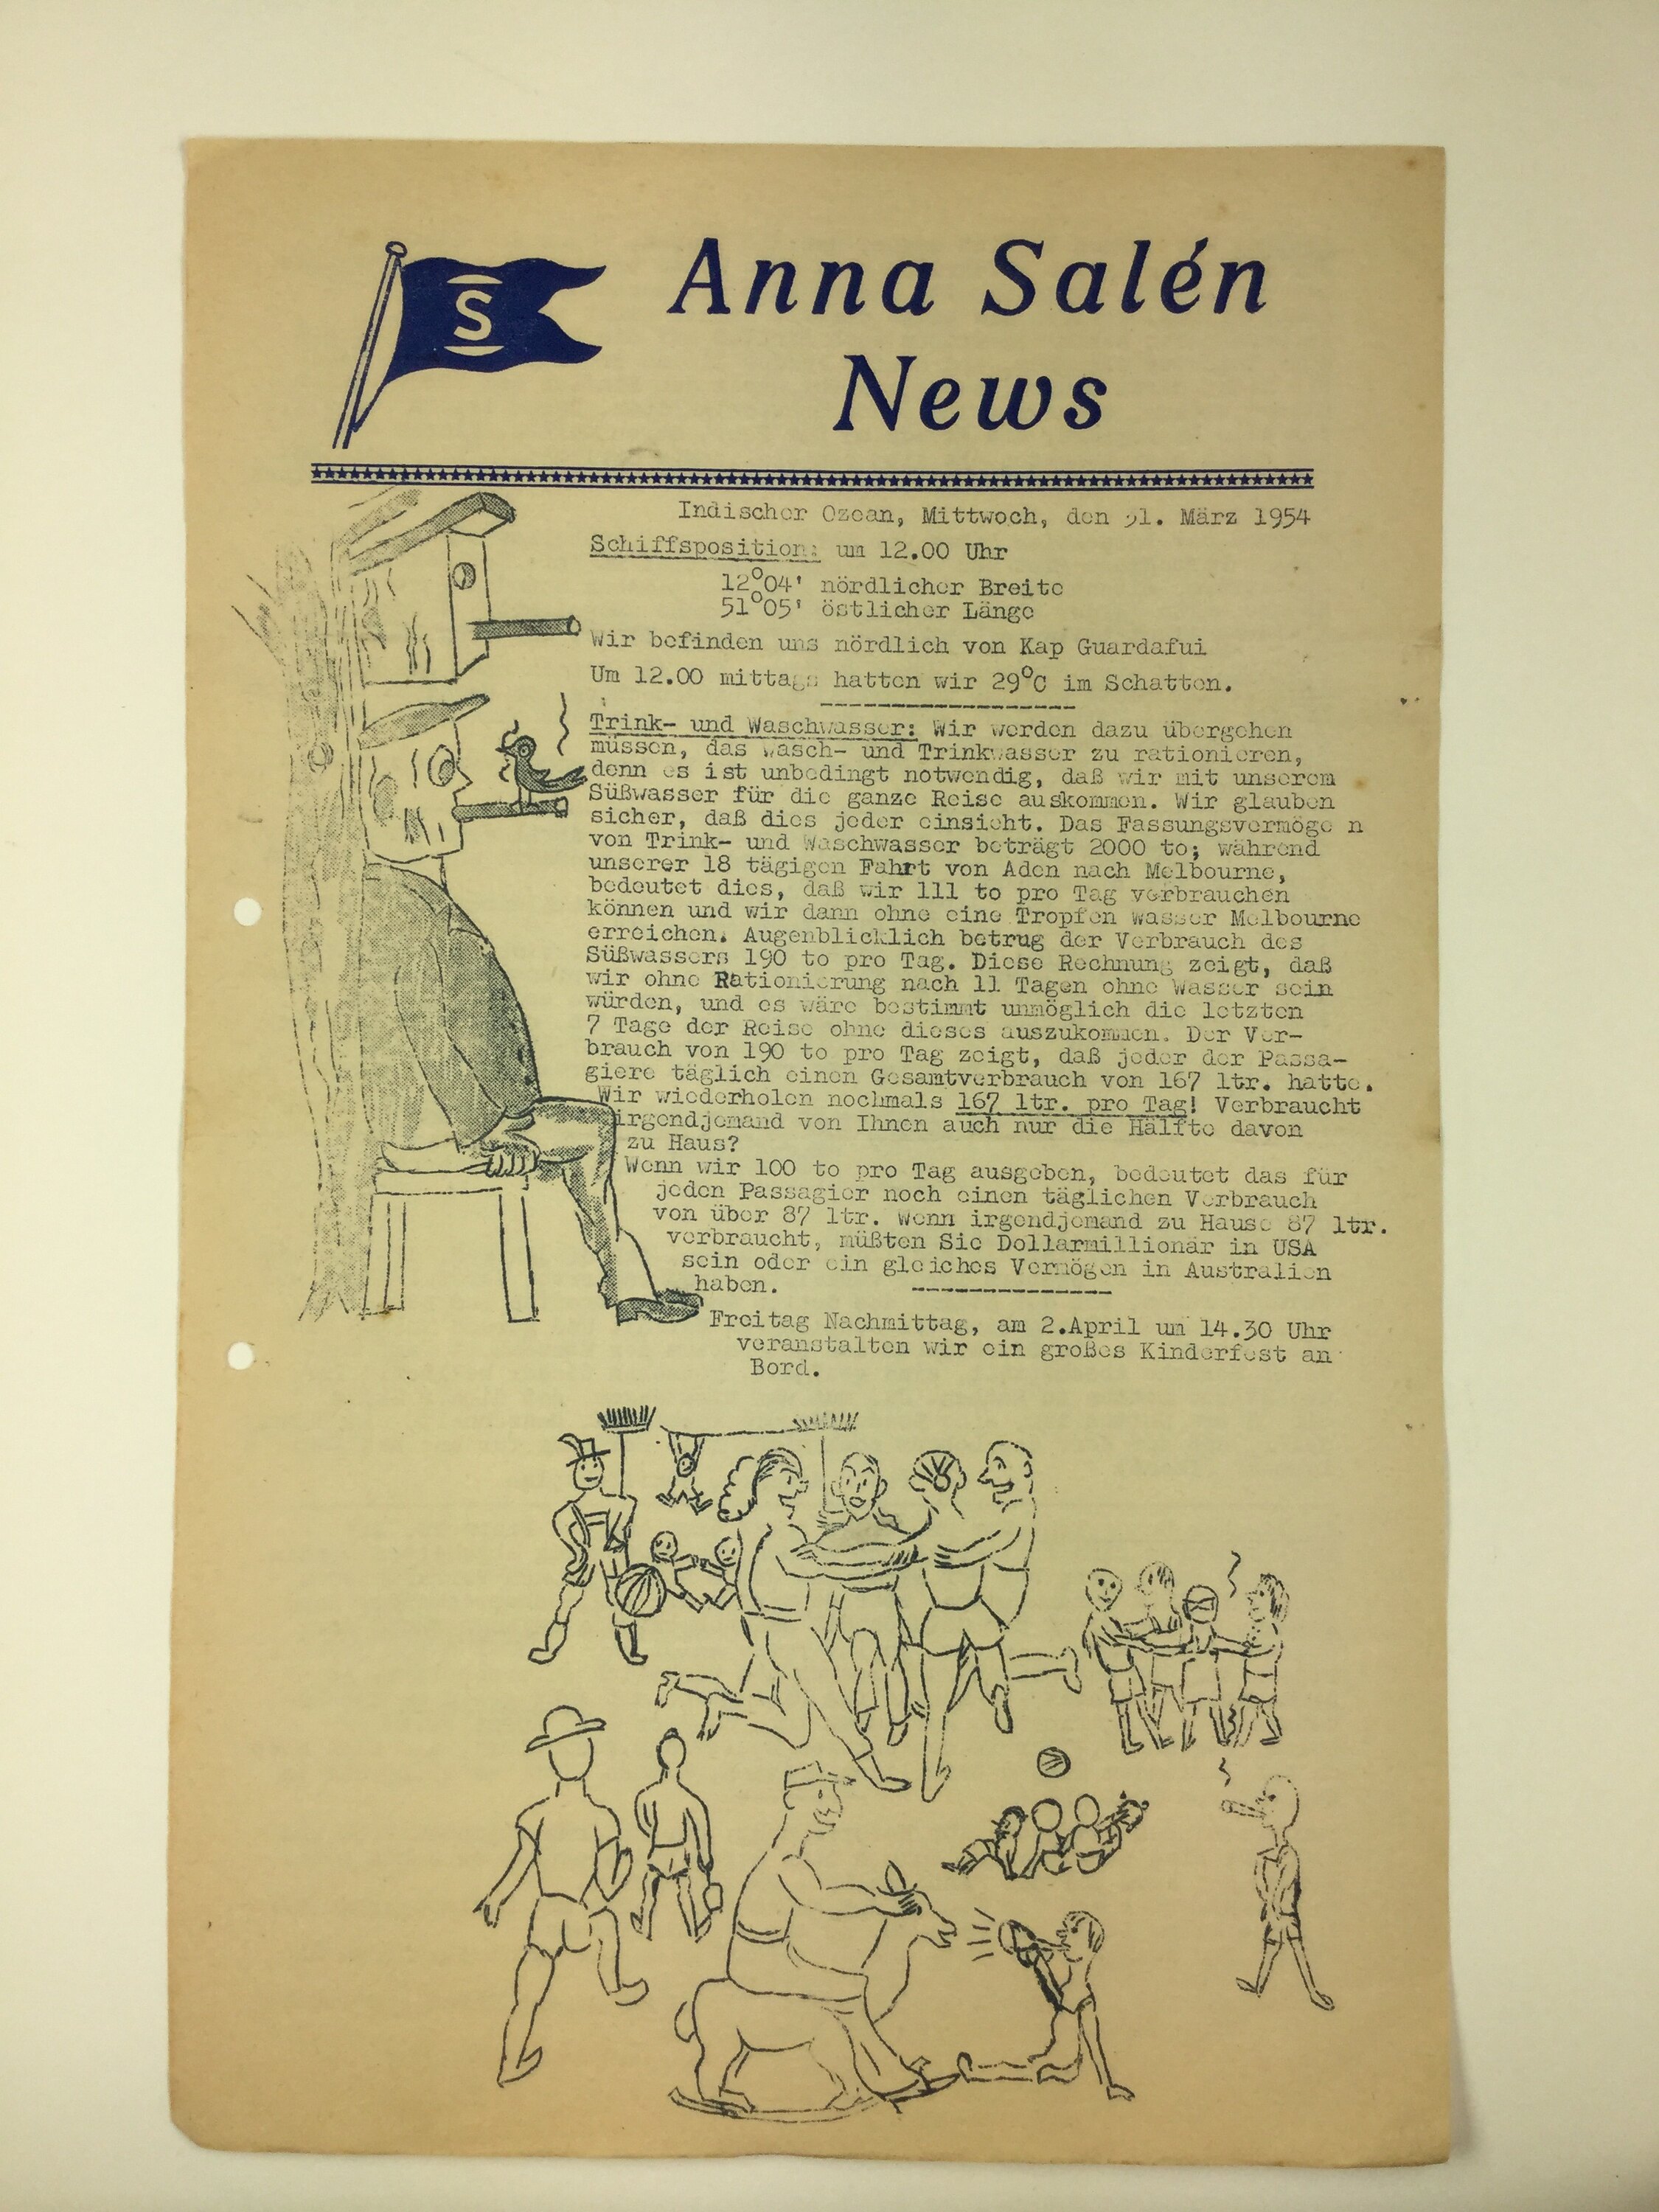 S
Anna Salén
News
Indischer Ozean, Mittwoch, den 31. März 1954
Schiffsposition: um 12.00 Uhr
12°04' nördlicher Breite
51°05' östlicher Länge
Wir befinden uns nördlich von Kap Guardafui
Um 12.00 mittags hatten wir 29°C im Schatten.
Trink- und Waschwasser: Wir werden dazu übergehen
müssen, das Wasch- und Trinkwasser zu rationieren,
denn es ist unbedingt notwendig, daß wir mit unserem
Süßwasser für die ganze Reise auskommen. Wir glauben
sicher, daß dies jeder einsieht. Das Fassungsvermöge n
von Trink- und Waschwasser beträgt 2000 to; während
unserer 18 tägigen Fahrt von Aden nach Melbourne,
bedeutet dies, daß wir 111 to pro Tag verbrauchen
können und wir dann ohne eine Tropfen Wasser Melbourne
erreichen. Augenblicklich betrug der Verbrauch des
Süßwassers 190 to pro Tag. Diese Rechnung zeigt, daß
wir ohne Rationierung nach 11 Tagen ohne Wasser sein
würden, und es wäre bestimmt unmöglich die letzten
7 Tage der Reise ohne dieses auszukommen. Der Ver-
brauch von 190 to pro Tag zeigt, daß jeder der Passa-
giere täglich einen Gesamtverbrauch von 167 ltr. hatte.
Wir wiederholen nochmals 167 ltr. pro Tag! Verbraucht
irgendjemand von Ihnen auch nur die Hälfte davon
zu Haus?
Wenn wir 100 to pro Tag ausgeben, bedeutet das für
jeden Passagier noch einen täglichen Verbrauch
von über 87 ltr. Wenn irgendjemand zu Hause 87 ltr.
verbraucht, müßten Sie Dollarmillionär in USA
sein oder ein gleiches Vermögen in Australien
haben.
Freitag Nachmittag, am 2.April um 14.30 Uhr
veranstalten wir ein großes Kinderfest an
Bord.